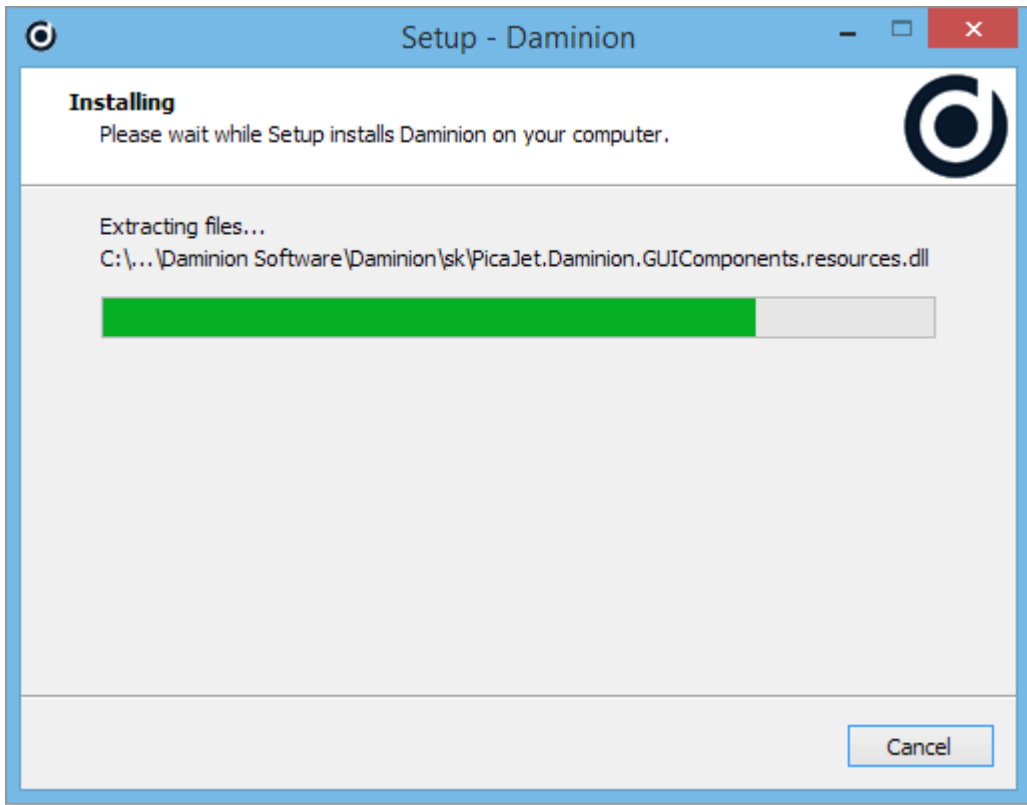 Setup - Daminion
Installing
Please wait while Setup installs Daminion on your computer.
Extracting files...
C:\...\Daminion Software\Daminion\sk\PicaJet.Daminion.GUIComponents.resources.dll
Cancel